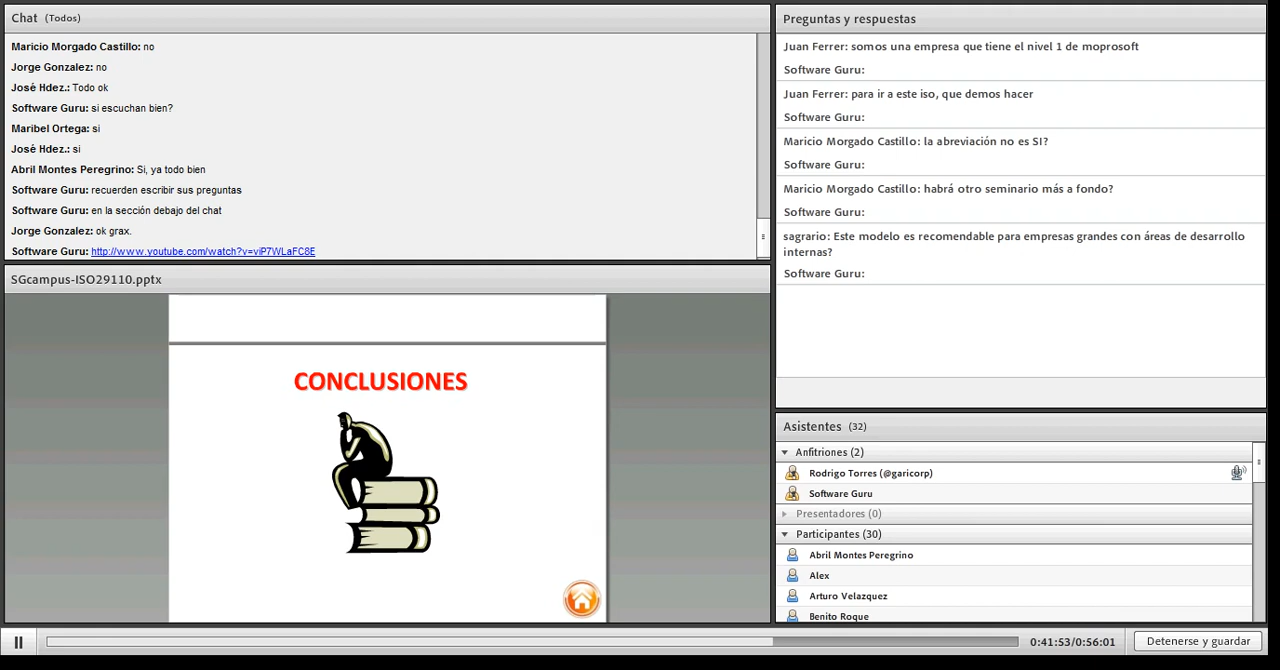 Chat (Todos)
Maricio Morgado Castillo: no
Jorge Gonzalez: no
José Hdez.: Todo ok
Software Guru: si escuchan bien?
Maribel Ortega: si
José Hdez.: si
Abril Montes Peregrino: Si, ya todo bien
Software Guru: recuerden escribir sus preguntas
Software Guru: en la sección debajo del chat
Jorge Gonzalez: ok grax.
Software Guru: http://www.youtube.com/watch?v=viP7WLaFC8E
SGcampus-ISO29110.pptx
CONCLUSIONES
Preguntas y respuestas
Juan Ferrer: somos una empresa que tiene el nivel 1 de moprosoft
Software Guru:
Juan Ferrer: para ir a este iso, que demos hacer
Software Guru:
Maricio Morgado Castillo: la abreviación no es SI?
Software Guru:
Maricio Morgado Castillo: habrá otro seminario más a fondo?
Software Guru:
sagrario: Este modelo es recomendable para empresas grandes con áreas de desarrollo
internas?
Software Guru:
Asistentes (32)
Anfitriones (2)
Rodrigo Torres (@garicorp)
Software Guru
Presentadores (0)
Participantes (30)
Abril Montes Peregrino
Alex
Arturo Velazquez
Benito Roque
0:41:53/0:56:01
Detenerse y guardar